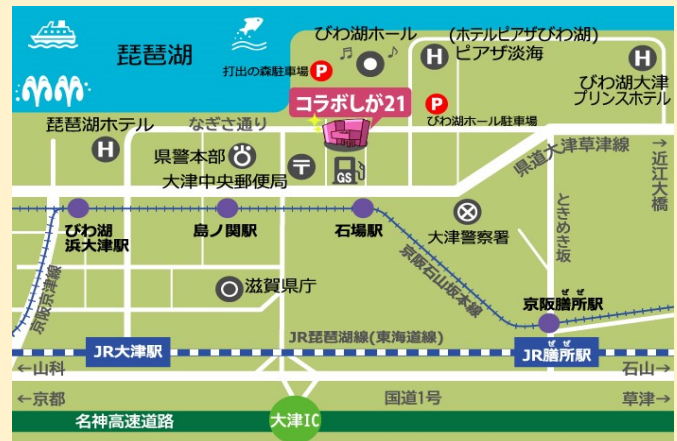 琵琶湖
びわ湖ホール
(ホテルピアザびわ湖)
ピアザ淡海
H
H
打出の森駐車場 P
びわ湖大津
プリンスホテル
コラボしが21
P
びわ湖ホール駐車場
琵琶湖ホテル
なぎさ通り
H
県警本部
大津中央郵便局
〒
GS
県道大津草津線
→近江大橋
びわ湖
浜大津駅
島ノ関駅
石場駅
大津警察署
ときめき坂
滋賀県庁
京阪京津線
京阪石山坂本線
ぜぜ
京阪膳所駅
JR琵琶湖線(東海道線)
JR大津駅
ぜぜ
JR膳所駅
←山科
石山→
←京都
国道1号
草津→
名神高速道路
大津IC